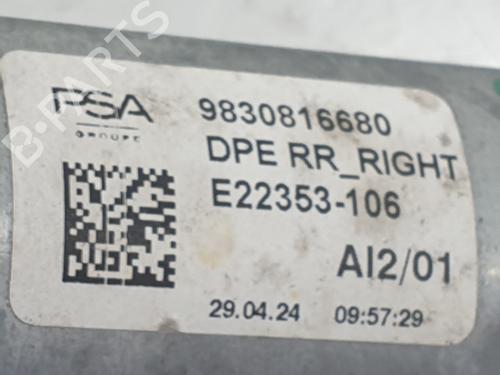 B-PARTS
PSA
GROUPE
9830816680
DPE RR_RIGHT
E22353-106
AI2/01
29.04.24 09:57:29